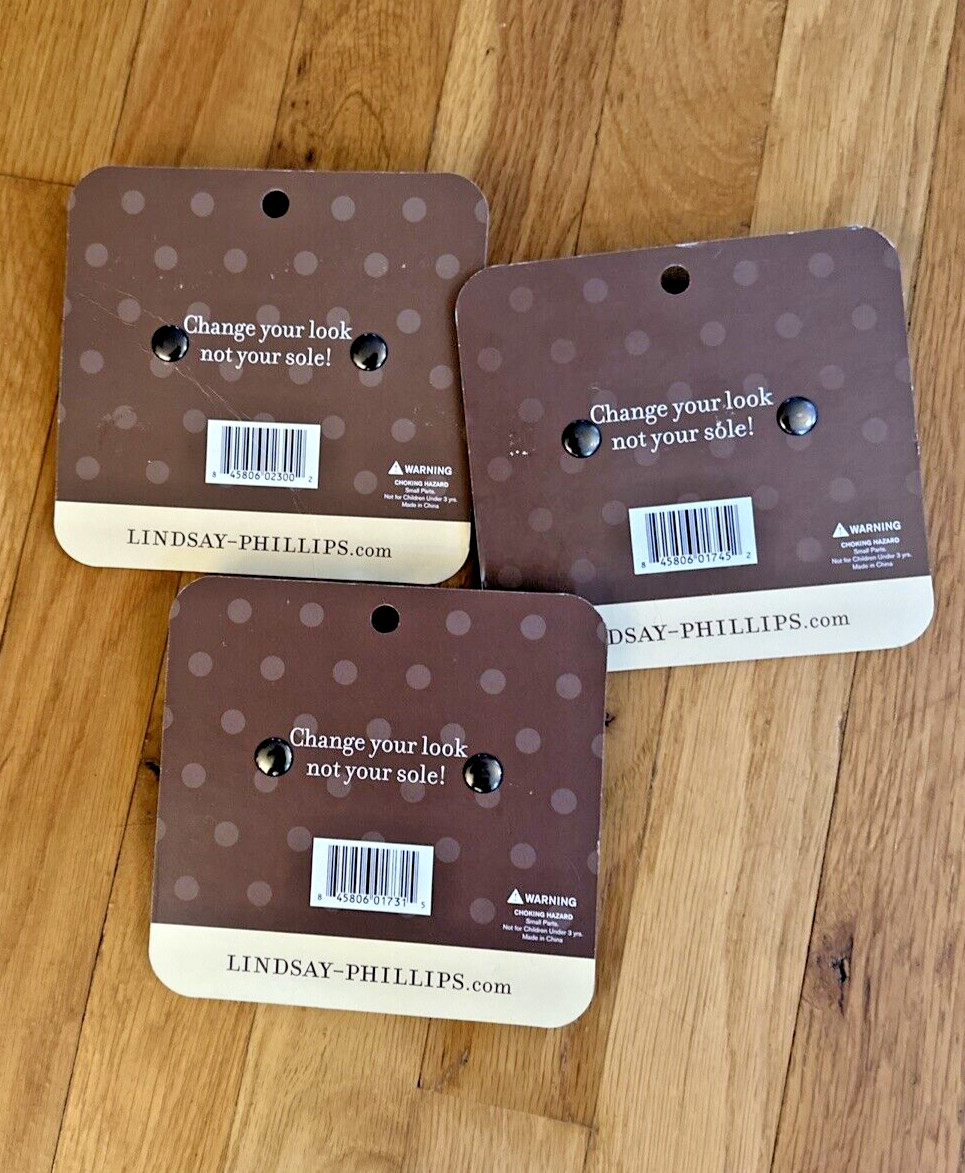 Change your look
not your sole!
8 45806 02300 2
WARNING
CHOKING HAZARD
Small Parts.
Not for Children Under 3 yrs.
Made in China
LINDSAY-PHILLIPS.com
Change your look
not your sole!
8 45806 01745 2
WARNING
CHOKING HAZARD
Small Parts.
Not for Children Under 3 yrs.
Made in China
DSAY-PHILLIPS.com
Change your look
not your sole!
8 45806 01731 5
WARNING
CHOKING HAZARD
Small Parts.
Not for Children Under 3 yrs.
Made in China
LINDSAY-PHILLIPS.com